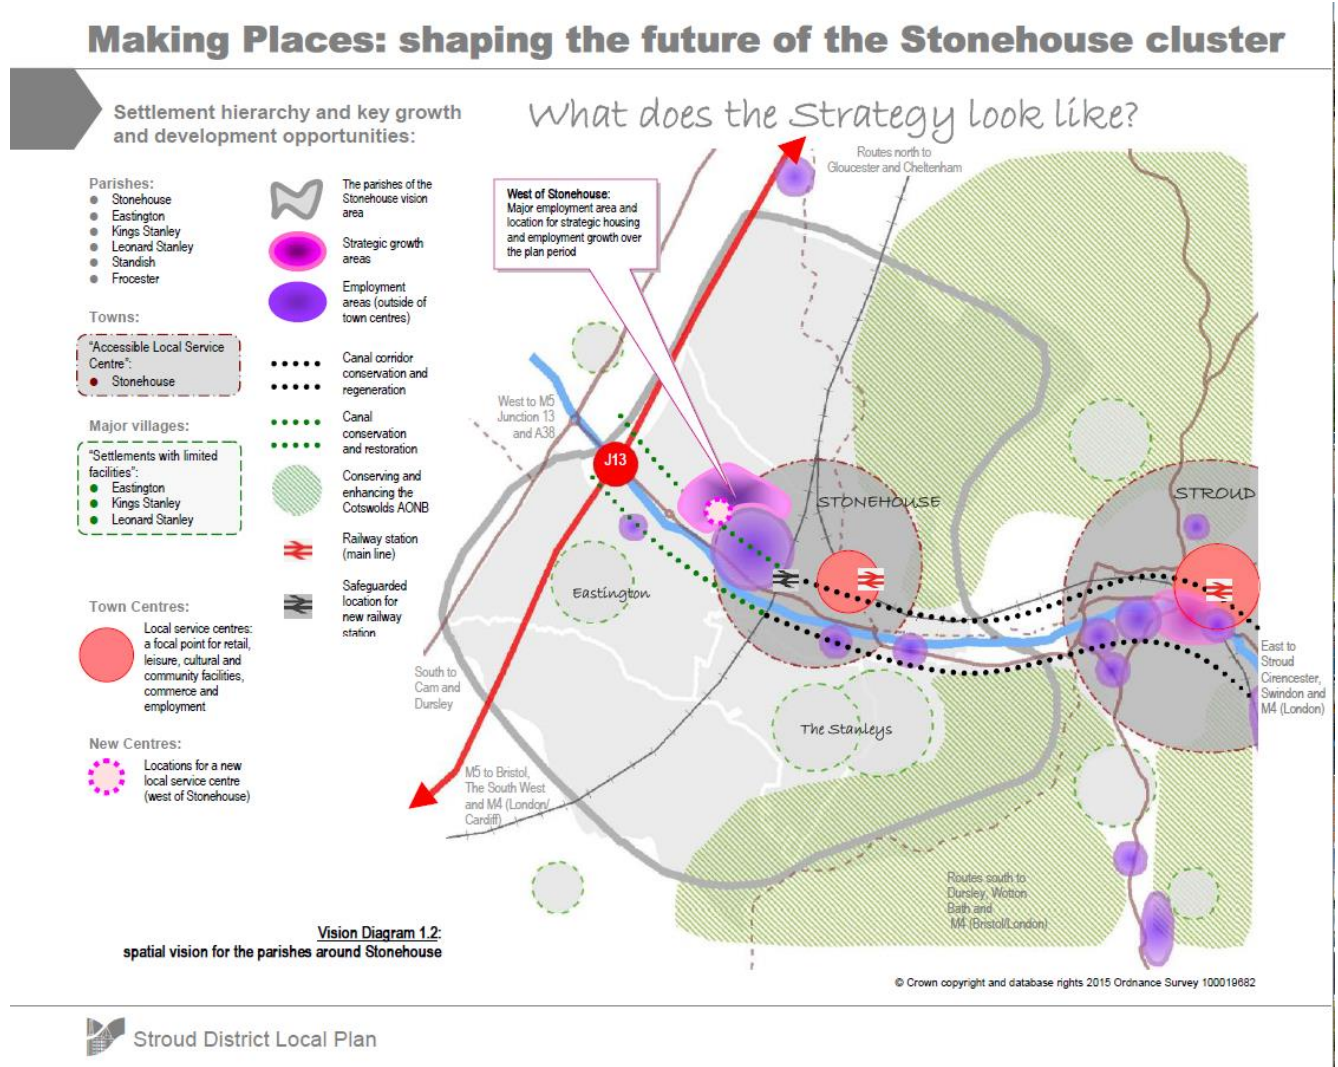 Making Places: shaping the future of the Stonehouse cluster
Settlement hierarchy and key growth
and development opportunities:
What does the Strategy look like?
Parishes:
Stonehouse
Eastington
Kings Stanley
Leonard Stanley
Standish
Frocester
Towns:
"Accessible Local Service
Centre":
Stonehouse
Major villages:
"Settlements with limited
facilities":
Eastington
Kings Stanley
Leonard Stanley
Town Centres:
Local service centres:
a focal point for retail,
leisure, cultural and
community facilities,
commerce and
employment
New Centres:
Locations for a new
local service centre
(west of Stonehouse)
The parishes of the
Stonehouse vision
area
Strategic growth
areas
Employment
areas (outside of
town centres)
Canal corridor
conservation and
regeneration
Canal
conservation
and restoration
Conserving and
enhancing the
Cotswolds AONB
Railway station
(main line)
Safeguarded
location for
new railway
station
West of Stonehouse:
Major employment area and
location for strategic housing
and employment growth over
the plan period
Routes north to
Gloucester and Cheltenham
West to M5
Junction 13
and A38
J13
STONEHOUSE
STROUD
Eastington
The Stanleys
South to
Cam and
Dursley
East to
Stroud
Cirencester,
Swindon and
M4 (London)
M5 to Bristol,
The South West
and M4 (London/
Cardiff)
Routes south to
Dursley, Wotton
Bath and
M4 (Bristol/London)
Vision Diagram 1.2:
spatial vision for the parishes around Stonehouse
© Crown copyright and database rights 2015 Ordnance Survey 100019682
Stroud District Local Plan